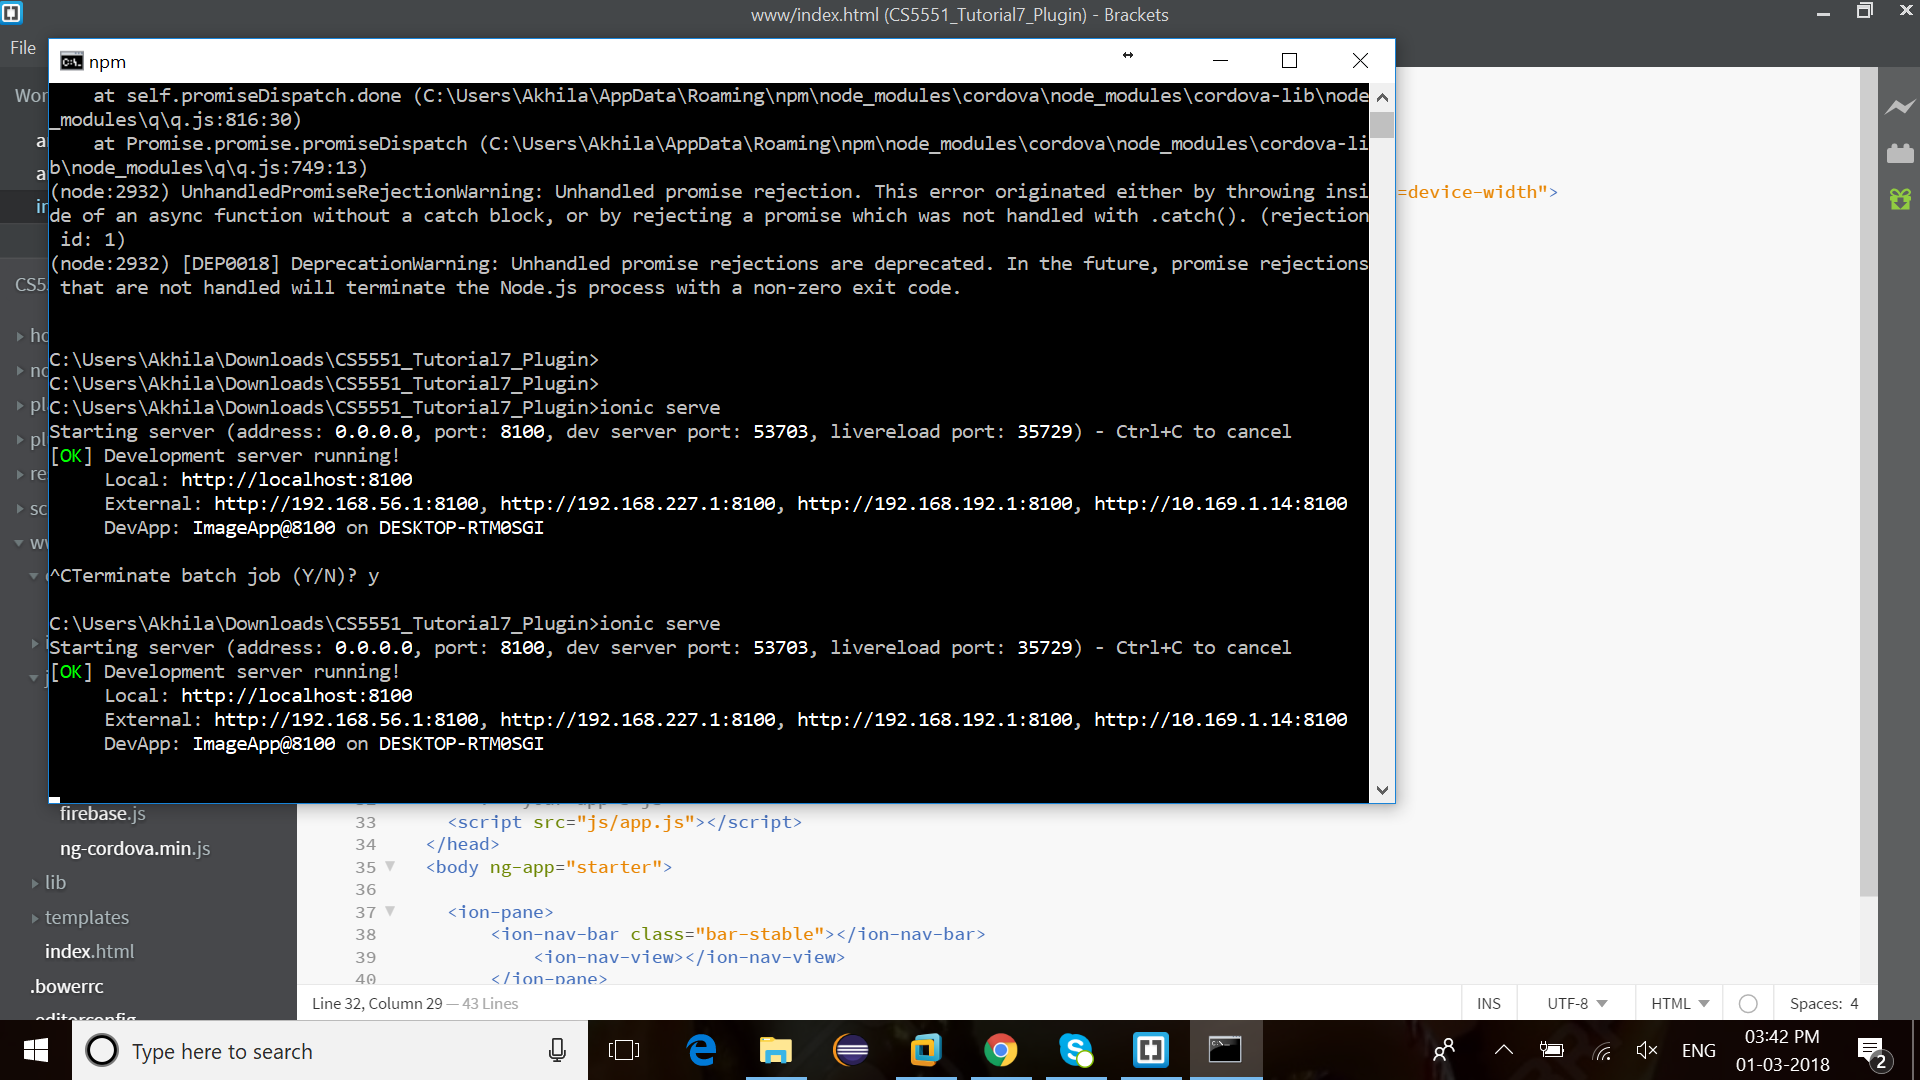 www/index.html (CS5551_Tutorial7_Plugin) - Brackets
File
npm
at self.promiseDispatch.done (C:\Users\Akhila\AppData\Roaming\npm\node_modules\cordova\node_modules\cordova-lib\node
_modules\q\q.js:816:30)
at Promise.promise.promiseDispatch (C:\Users\Akhila\AppData\Roaming\npm\node_modules\cordova\node_modules\cordova-li
b\node_modules\q\q.js:749:13)
(node:2932) UnhandledPromiseRejectionWarning: Unhandled promise rejection. This error originated either by throwing insi
de of an async function without a catch block, or by rejecting a promise which was not handled with .catch(). (rejection
id: 1)
(node:2932) [DEP0018] DeprecationWarning: Unhandled promise rejections are deprecated. In the future, promise rejections
that are not handled will terminate the Node.js process with a non-zero exit code.
=device-width">
C:\Users\Akhila\Downloads\CS5551_Tutorial7_Plugin>
C:\Users\Akhila\Downloads\CS5551_Tutorial7_Plugin>
C:\Users\Akhila\Downloads\CS5551_Tutorial7_Plugin>ionic serve
Starting server (address: 0.0.0.0, port: 8100, dev server port: 53703, livereload port: 35729) - Ctrl+C to cancel
[OK] Development server running!
Local: http://localhost:8100
External: http://192.168.56.1:8100, http://192.168.227.1:8100, http://192.168.192.1:8100, http://10.169.1.14:8100
DevApp: ImageApp@8100 on DESKTOP-RTM0SGI
^CTerminate batch job (Y/N)? y
C:\Users\Akhila\Downloads\CS5551_Tutorial7_Plugin>ionic serve
Starting server (address: 0.0.0.0, port: 8100, dev server port: 53703, livereload port: 35729) - Ctrl+C to cancel
[OK] Development server running!
Local: http://localhost:8100
External: http://192.168.56.1:8100, http://192.168.227.1:8100, http://192.168.192.1:8100, http://10.169.1.14:8100
DevApp: ImageApp@8100 on DESKTOP-RTM0SGI
Wor
CS5
ho
no
pl
pl
re
sc
firebase.js
ng-cordova.min.js
lib
templates
index.html
.bowerrc
.editorconfig
33 <script src="js/app.js"></script>
34 </head>
35 <body ng-app="starter">
36
37 <ion-pane>
38 <ion-nav-bar class="bar-stable"></ion-nav-bar>
39 <ion-nav-view></ion-nav-view>
40 </ion-pane>
Line 32, Column 29 — 43 Lines
INS UTF-8 HTML Spaces: 4
Type here to search
ENG
03:42 PM
01-03-2018
2